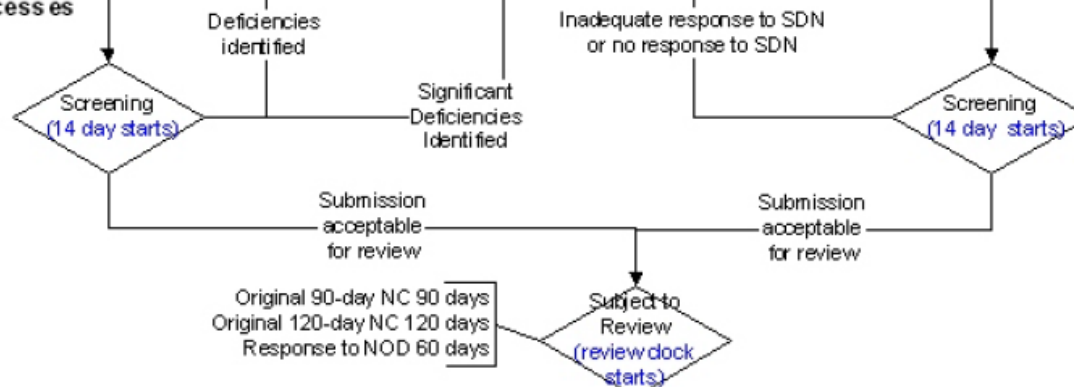 cesses
Deficiencies
identified
Inadequate response to SDN
or no response to SDN
Screening
(14 day starts)
Significant
Deficiencies
Identified
Screening
(14 day starts)
Submission
acceptable
for review
Submission
acceptable
for review
Original 90-day NC 90 days
Original 120-day NC 120 days
Response to NOD 60 days
Subject to
Review
(review clock
starts)